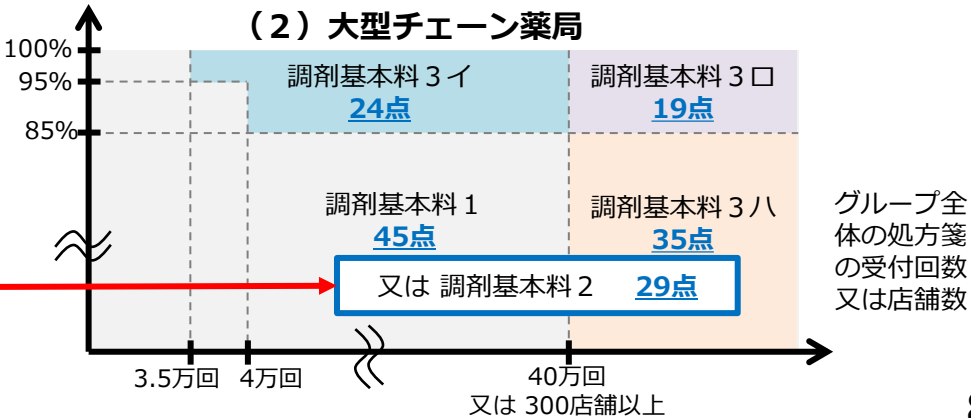 （２）大型チェーン薬局
100%
95%
85%
調剤基本料３イ
24点
調剤基本料３ロ
19点
調剤基本料１
45点
調剤基本料３ハ
35点
又は 調剤基本料２ 29点
グループ全
体の処方箋
の受付回数
又は店舗数
3.5万回
4万回
40万回
又は 300店舗以上